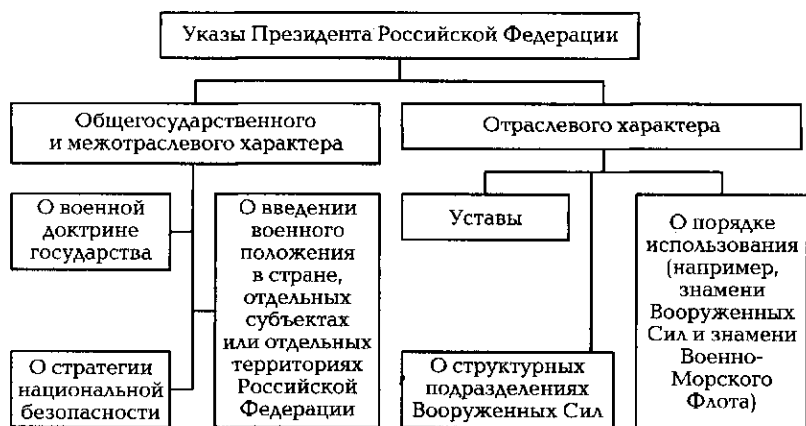 Указы Президента Российской Федерации
Общегосударственного
и межотраслевого характера
Отраслевого характера
О военной
доктрине
государства
О введении
военного
положения
в стране,
отдельных
субъектах
или отдельных
территориях
Российской
Федерации
О стратегии
национальной
безопасности
Уставы
О структурных
подразделениях
Вооруженных Сил
О порядке
использования
(например,
знамени
Вооруженных
Сил и знамени
Военно-
Морского
Флота)